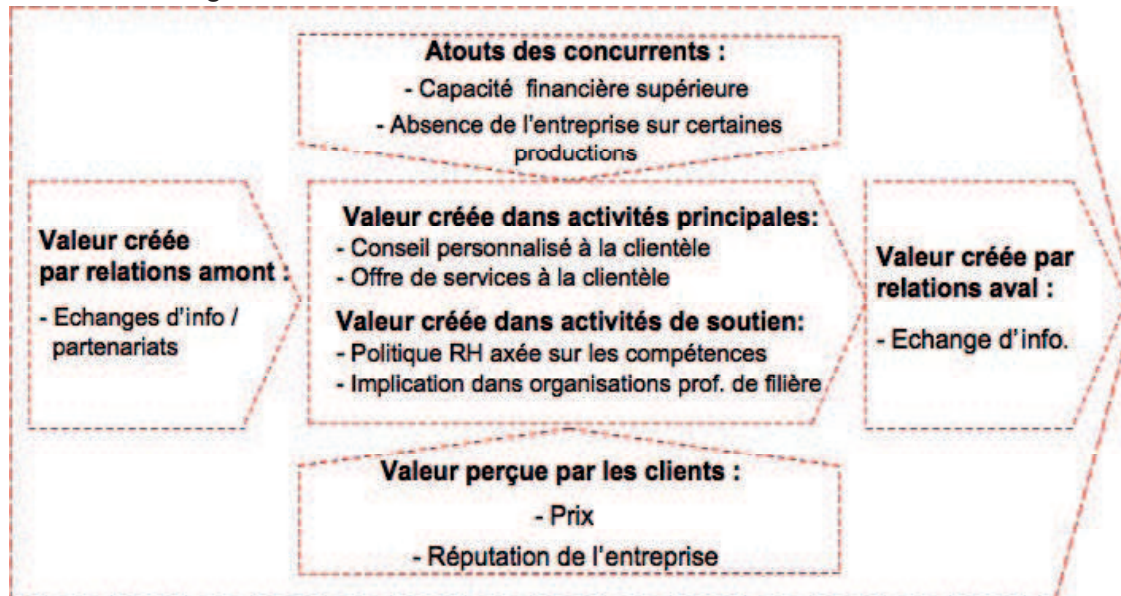 Atouts des concurrents :
- Capacité financière supérieure
- Absence de l'entreprise sur certaines
productions
Valeur créée
par relations amont :
- Echanges d'info /
partenariats
Valeur créée dans activités principales:
- Conseil personnalisé à la clientèle
- Offre de services à la clientèle
Valeur créée dans activités de soutien:
- Politique RH axée sur les compétences
- Implication dans organisations prof. de filière
Valeur créée par
relations aval :
- Echange d'info.
Valeur perçue par les clients :
- Prix
- Réputation de l'entreprise